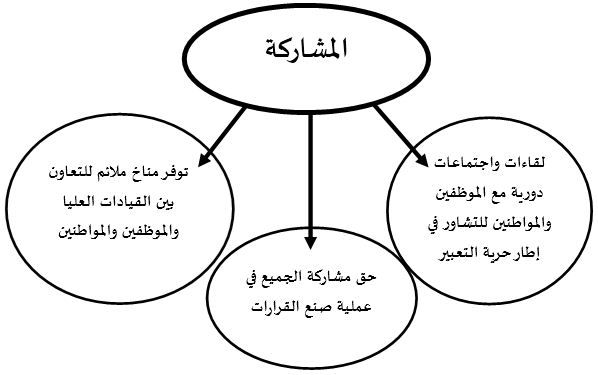 المشاركة
لقاءات واجتماعات
دورية مع الموظفين
والمواطنين للتشاور في
إطار حرية التعبير
حق مشاركة الجميع في
عملية صنع القرارات
توفر مناخ ملائم للتعاون
بين القيادات العليا
والموظفين والمواطنين